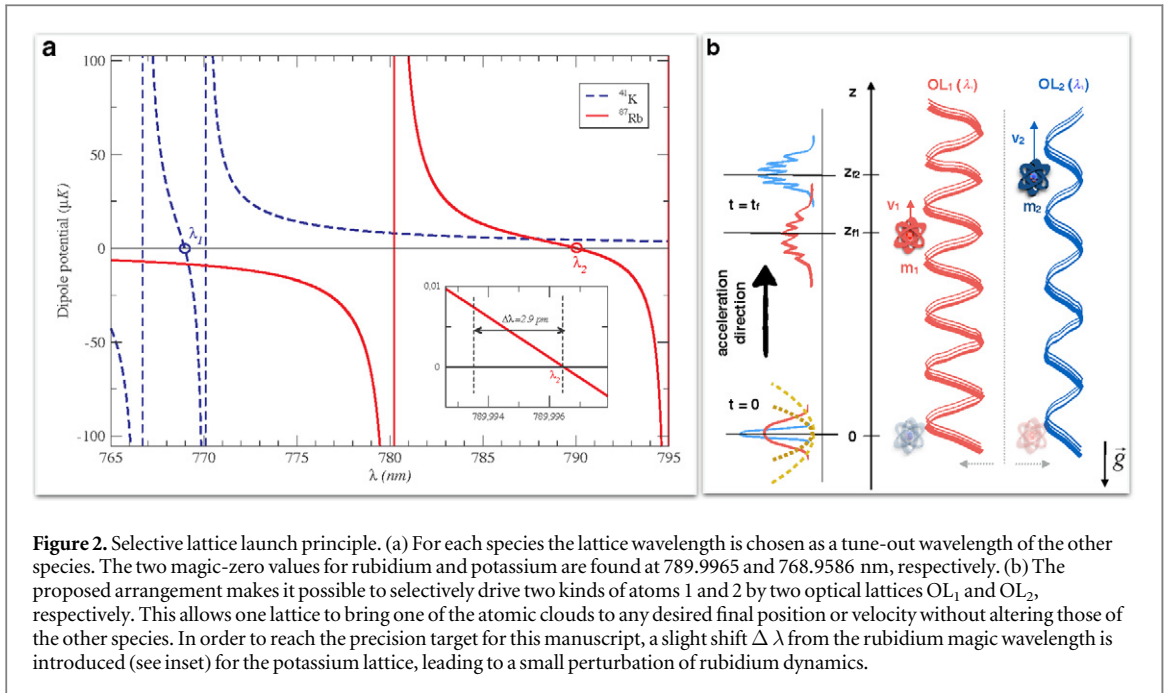 a
b
100
50
0
-50
-100
Dipole potential (μK)
41K
87Rb
λ1
λ2
0,01
Δλ=2.9 pm
0
λ2
789,994
789,996
765
770
775
780
785
790
795
λ (nm)
z
OL1 (λi)
OL2 (λi)
v2
zf2
m2
t = tf
v1
zf1
m1
acceleration
direction
t = 0
0
g
Figure 2. Selective lattice launch principle. (a) For each species the lattice wavelength is chosen as a tune-out wavelength of the other
species. The two magic-zero values for rubidium and potassium are found at 789.9965 and 768.9586 nm, respectively. (b) The
proposed arrangement makes it possible to selectively drive two kinds of atoms 1 and 2 by two optical lattices OL1 and OL2,
respectively. This allows one lattice to bring one of the atomic clouds to any desired final position or velocity without altering those of
the other species. In order to reach the precision target for this manuscript, a slight shift Δ λ from the rubidium magic wavelength is
introduced (see inset) for the potassium lattice, leading to a small perturbation of rubidium dynamics.